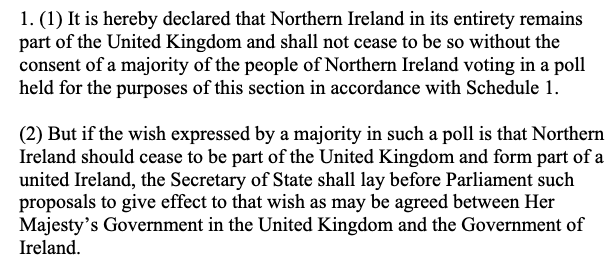 1. (1) It is hereby declared that Northern Ireland in its entirety remains
part of the United Kingdom and shall not cease to be so without the
consent of a majority of the people of Northern Ireland voting in a poll
held for the purposes of this section in accordance with Schedule 1.
(2) But if the wish expressed by a majority in such a poll is that Northern
Ireland should cease to be part of the United Kingdom and form part of a
united Ireland, the Secretary of State shall lay before Parliament such
proposals to give effect to that wish as may be agreed between Her
Majesty’s Government in the United Kingdom and the Government of
Ireland.